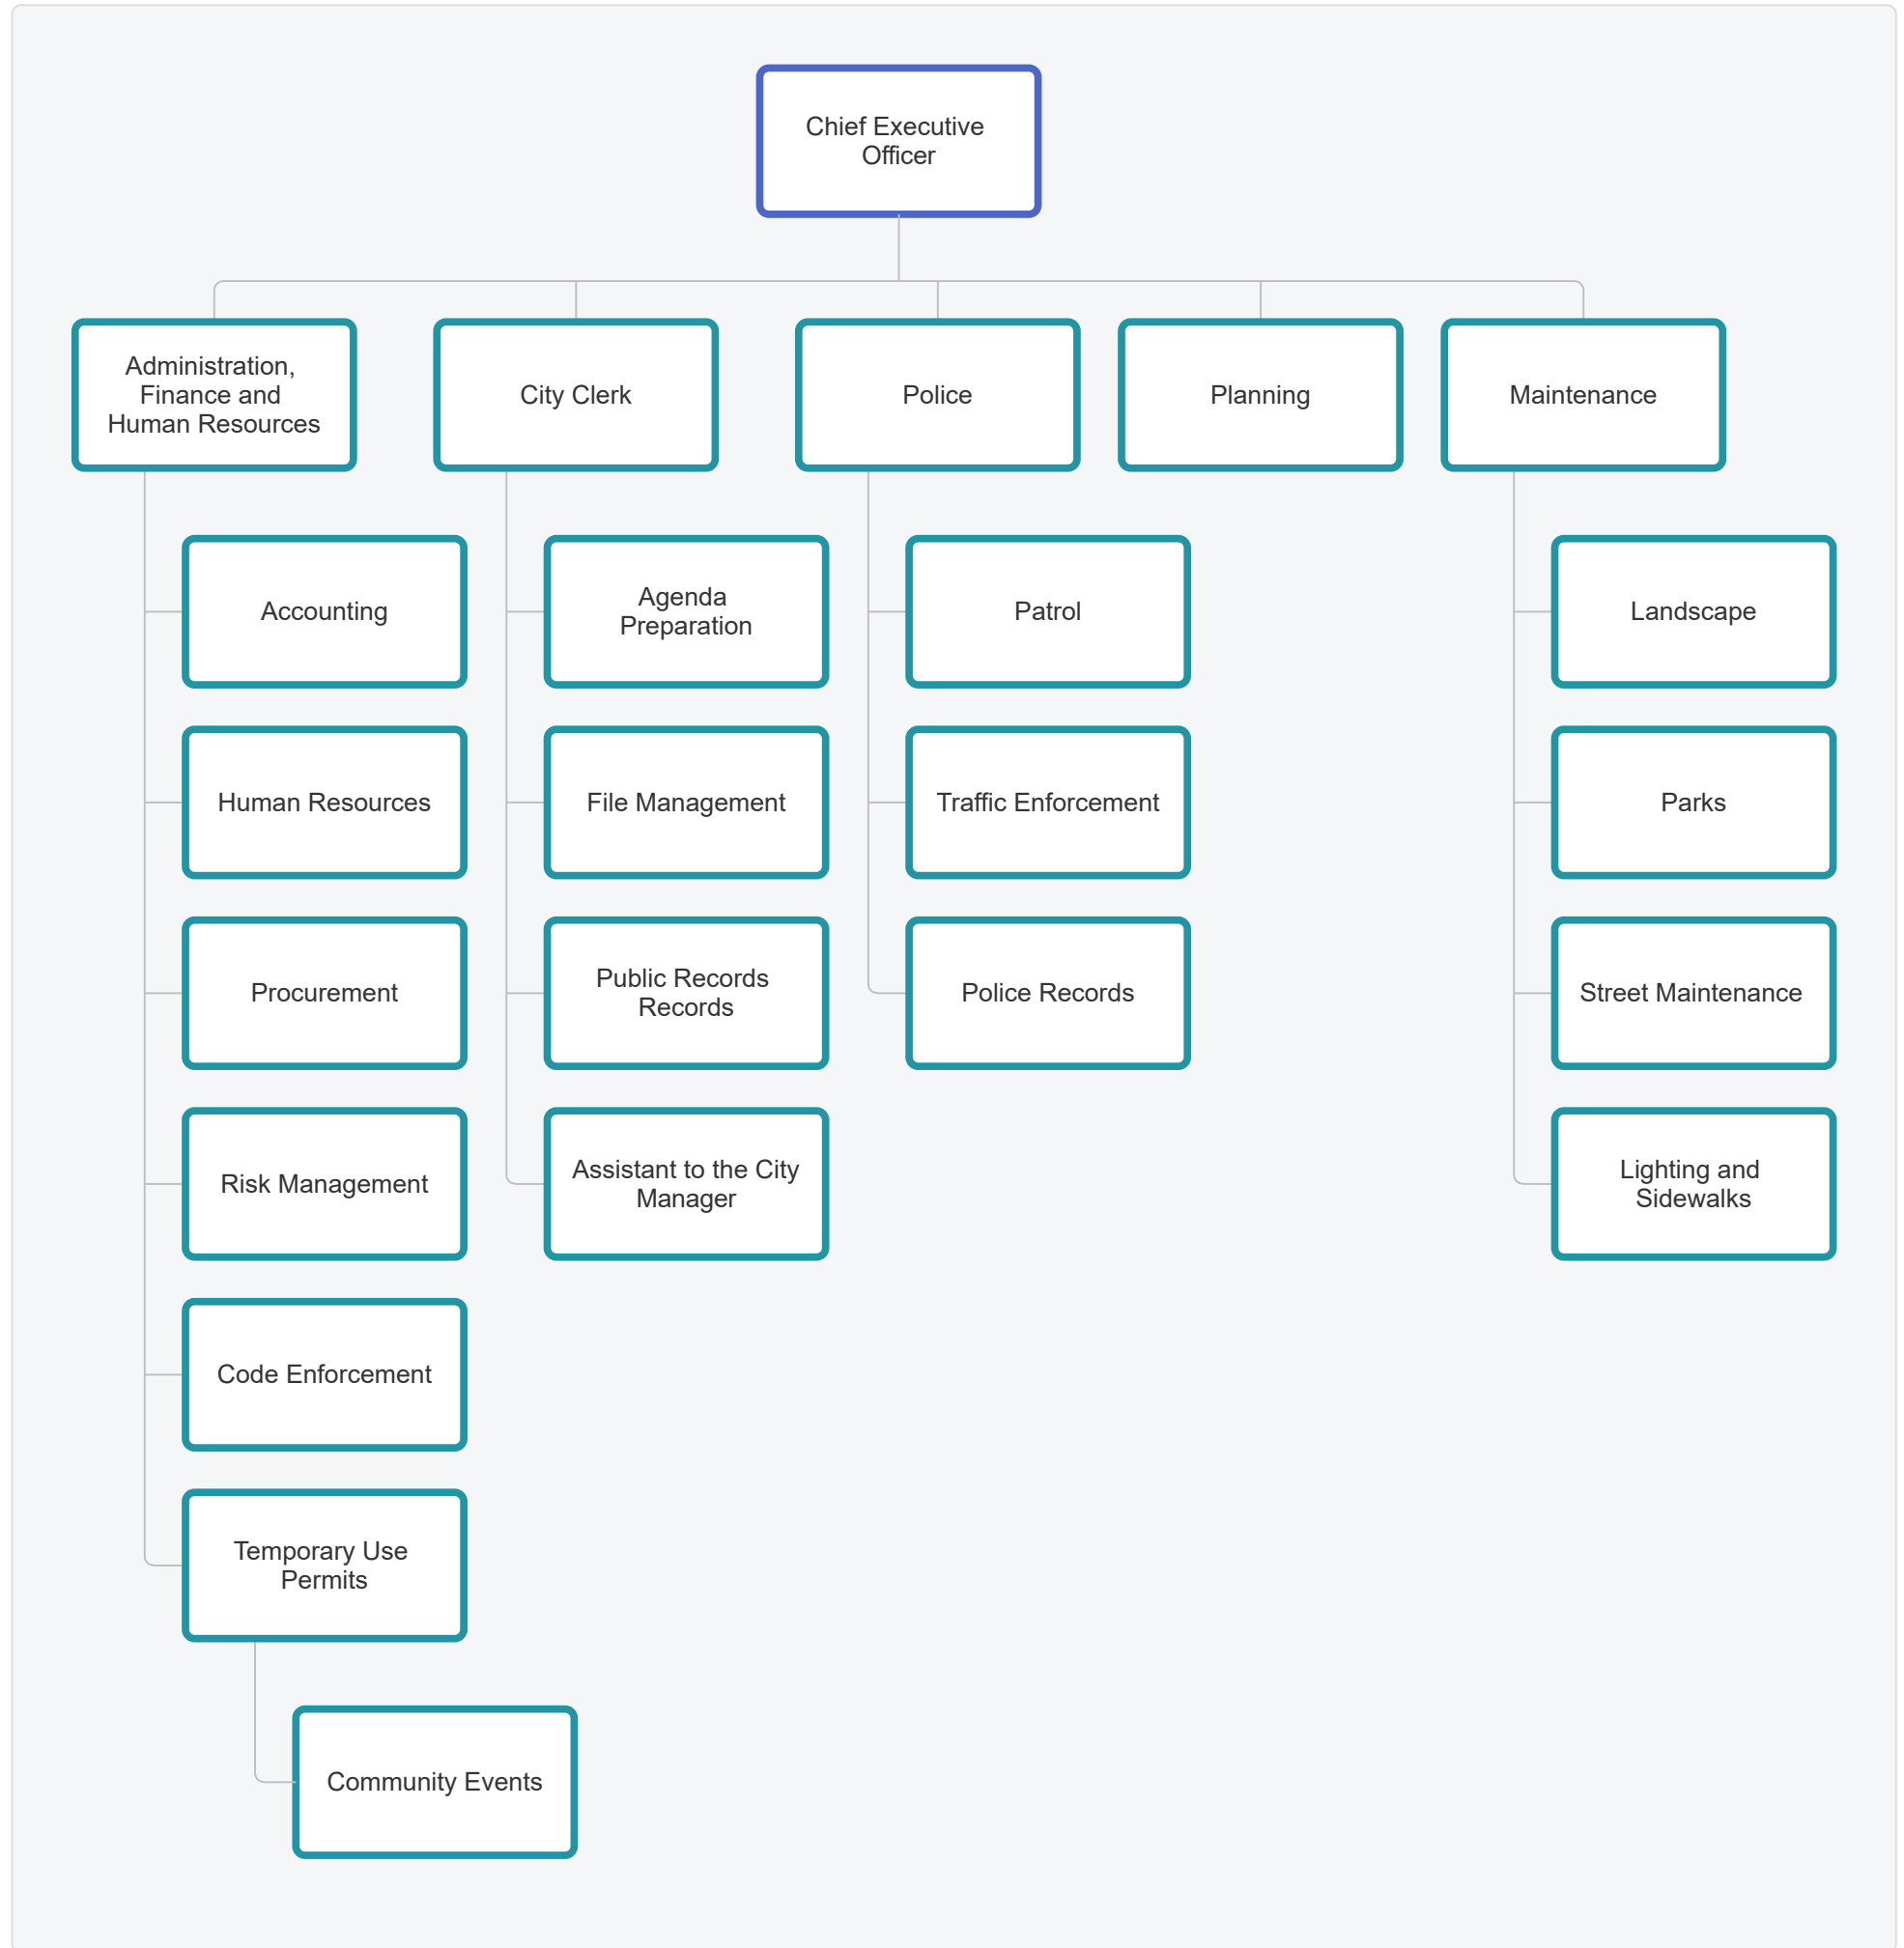 Chief Executive
Officer
Administration,
Finance and
Human Resources
City Clerk
Police
Planning
Maintenance
Accounting
Agenda
Preparation
Patrol
Landscape
Human Resources
File Management
Traffic Enforcement
Parks
Procurement
Public Records
Records
Police Records
Street Maintenance
Risk Management
Assistant to the City
Manager
Lighting and
Sidewalks
Code Enforcement
Temporary Use
Permits
Community Events